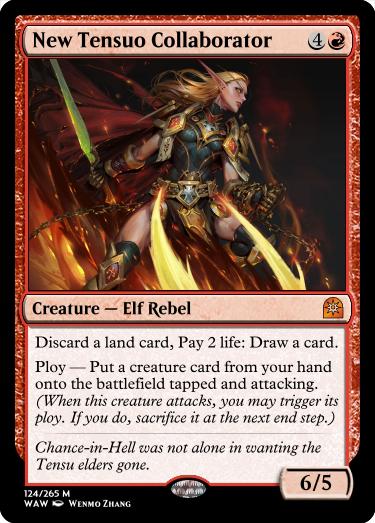 New Tensuo Collaborator 4
Creature — Elf Rebel
Discard a land card, Pay 2 life: Draw a card.
Ploy — Put a creature card from your hand
onto the battlefield tapped and attacking.
(When this creature attacks, you may trigger its
ploy. If you do, sacrifice it at the next end step.)
Chance-in-Hell was not alone in wanting the
Tensu elders gone.
6/5
124/265 M
WAW Wenmo Zhang